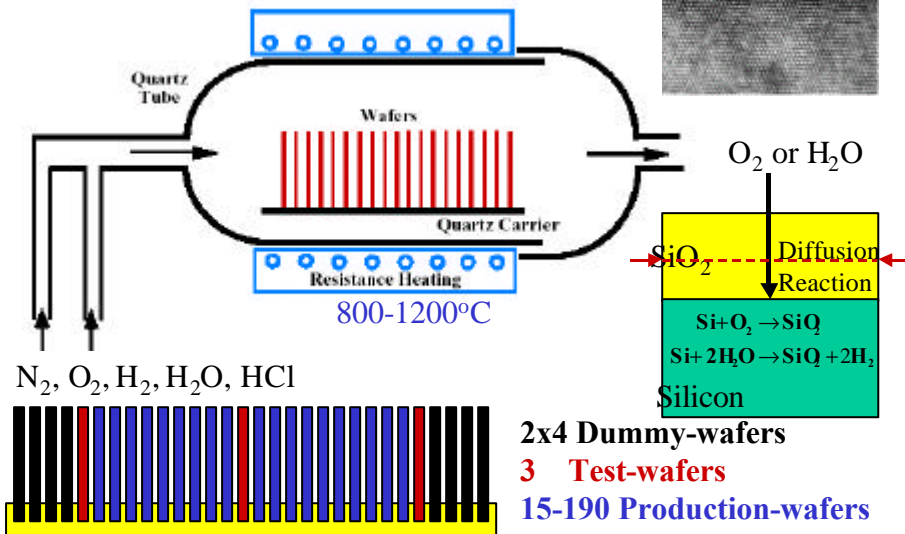 Quartz
Tube
Wafers
Quartz Carrier
Resistance Heating
800-1200°C
N₂, O₂, H₂, H₂O, HCl
O₂ or H₂O
SiO₂
Diffusion
Reaction
Si+O₂→SiO₂
Si+2H₂O→SiO₂+2H₂
Silicon
2x4 Dummy-wafers
3 Test-wafers
15-190 Production-wafers